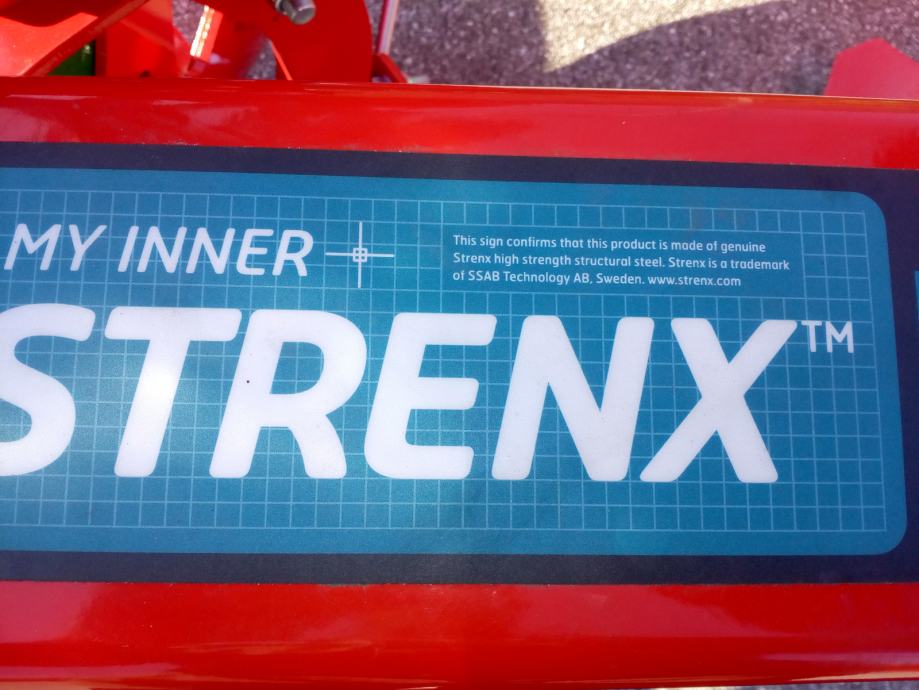 MY INNER
This sign confirms that this product is made of genuine
Strenx high strength structural steel. Strenx is a trademark
of SSAB Technology AB, Sweden. www.strenx.com
STRENX™